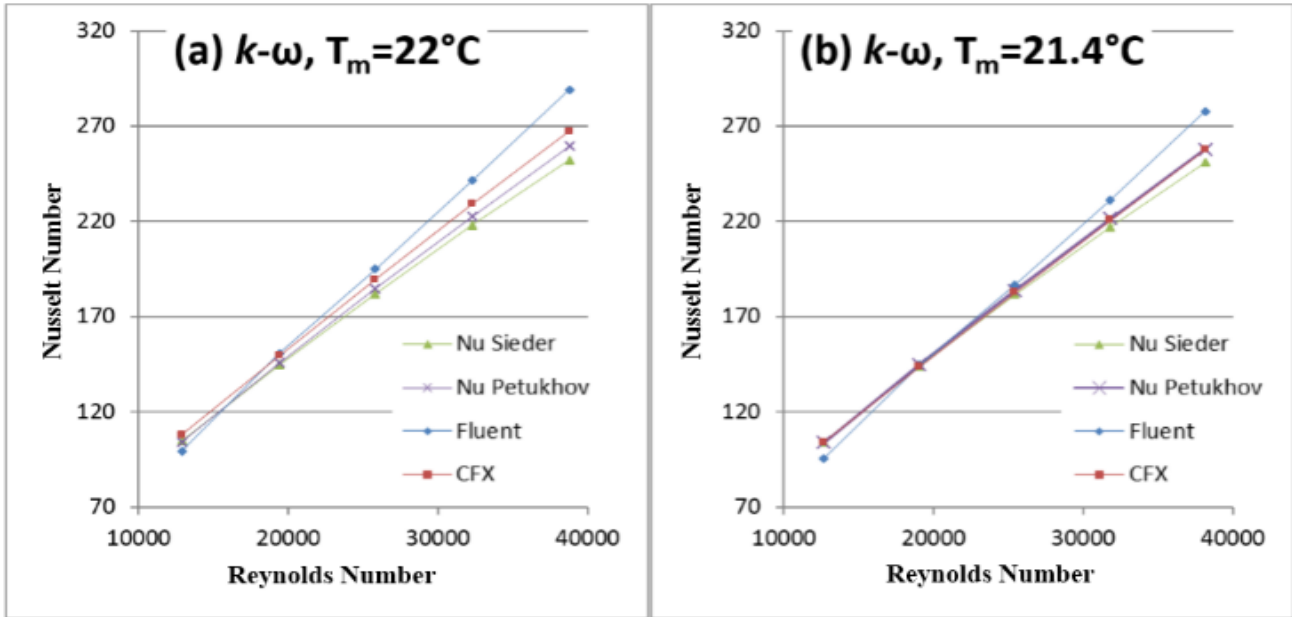 (a) k-ω, Tm=22°C
320
270
220
170
120
70
Nusselt Number
Nu Sieder
Nu Petukhov
Fluent
CFX
10000 20000 30000 40000
Reynolds Number
(b) k-ω, Tm=21.4°C
320
270
220
170
120
70
Nusselt Number
Nu Sieder
Nu Petukhov
Fluent
CFX
10000 20000 30000 40000
Reynolds Number